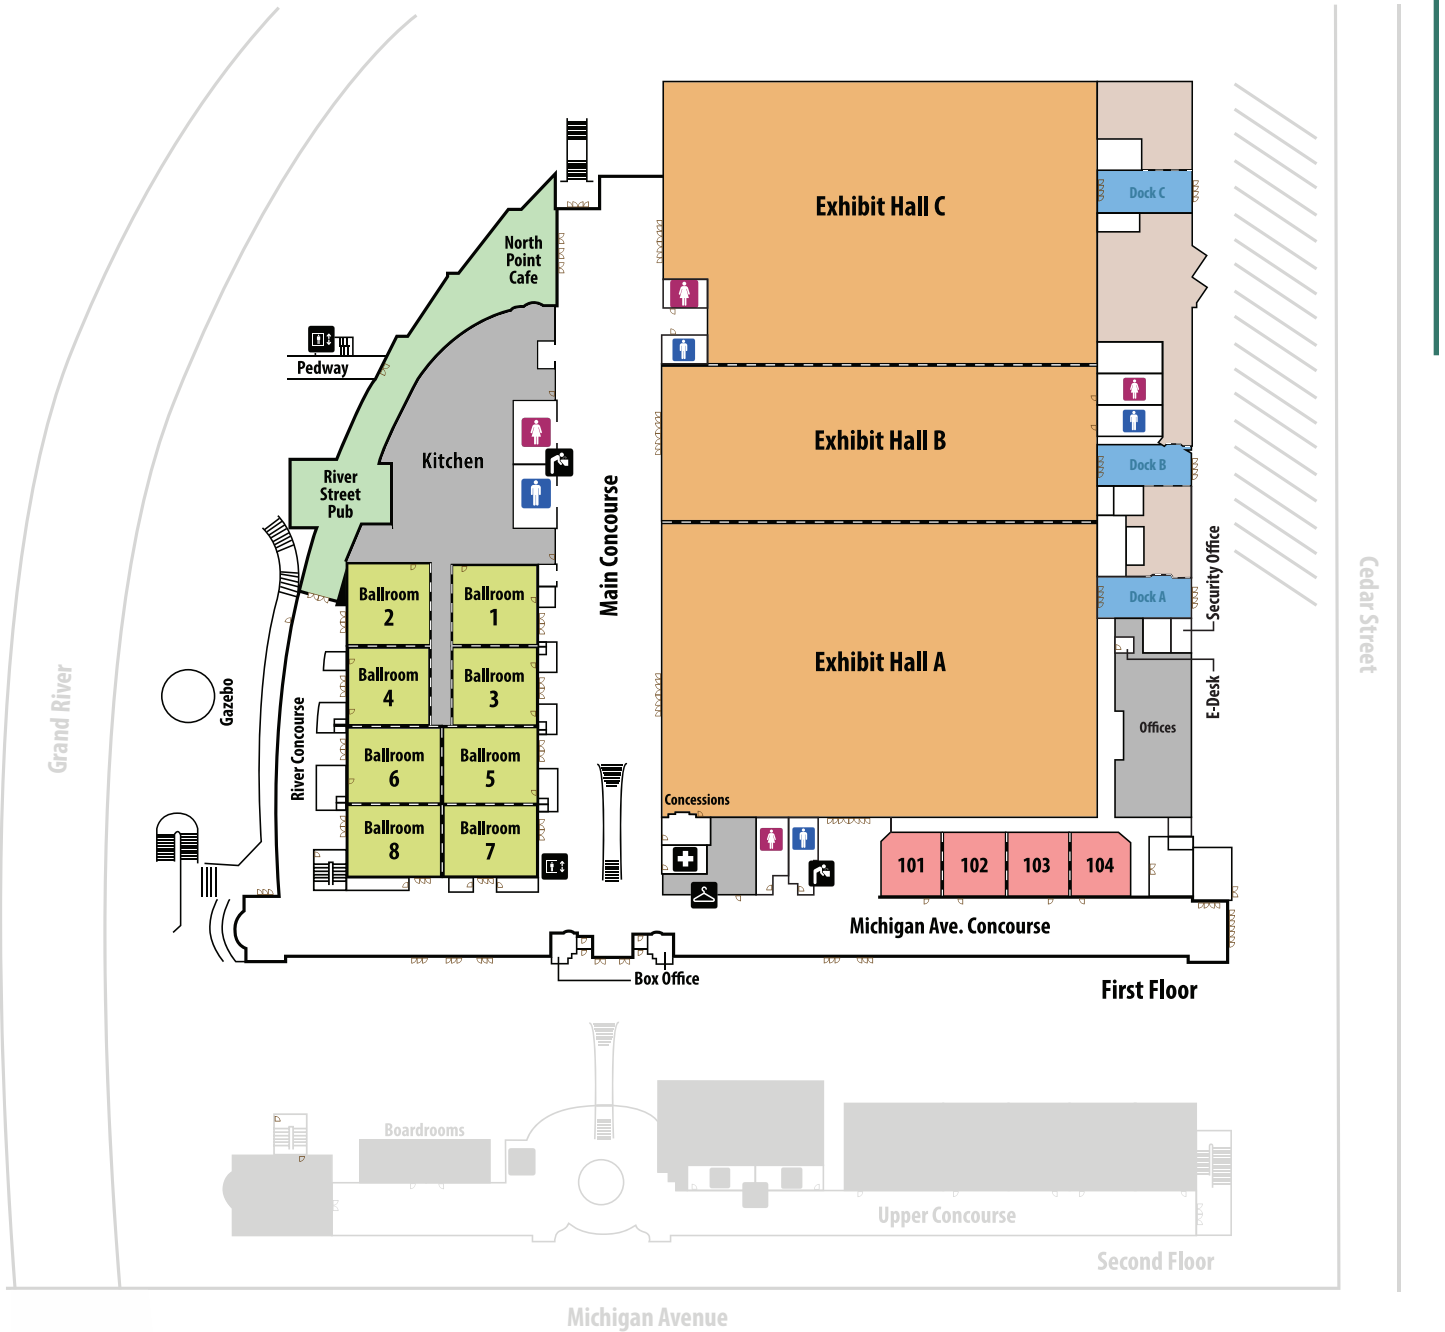 Exhibit Hall C
Dock C
North
Point
Cafe
Pedway
Exhibit Hall B
Dock B
Kitchen
River
Street
Pub
Main Concourse
Security Office
Cedar Street
Ballroom
2
Ballroom
1
Dock A
Exhibit Hall A
Ballroom
4
Ballroom
3
E-Desk
Grand River
Gazebo
River Concourse
Offices
Ballroom
6
Ballroom
5
Concessions
Ballroom
8
Ballroom
7
101
102
103
104
Michigan Ave. Concourse
Box Office
First Floor
Boardrooms
Upper Concourse
Second Floor
Michigan Avenue